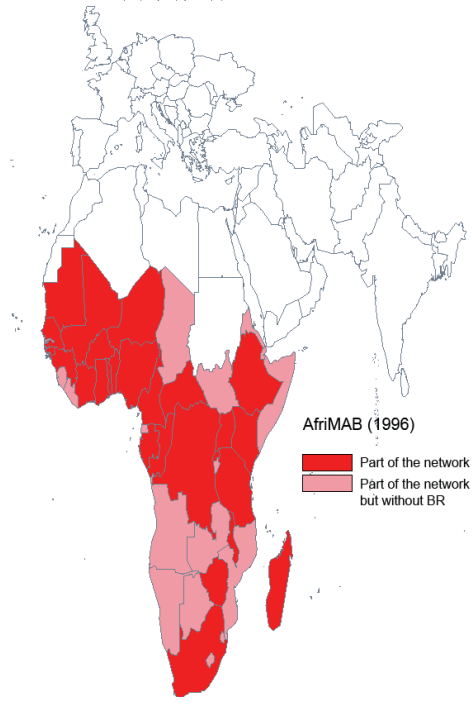 AfriMAB (1996)
Part of the network
Part of the network
but without BR